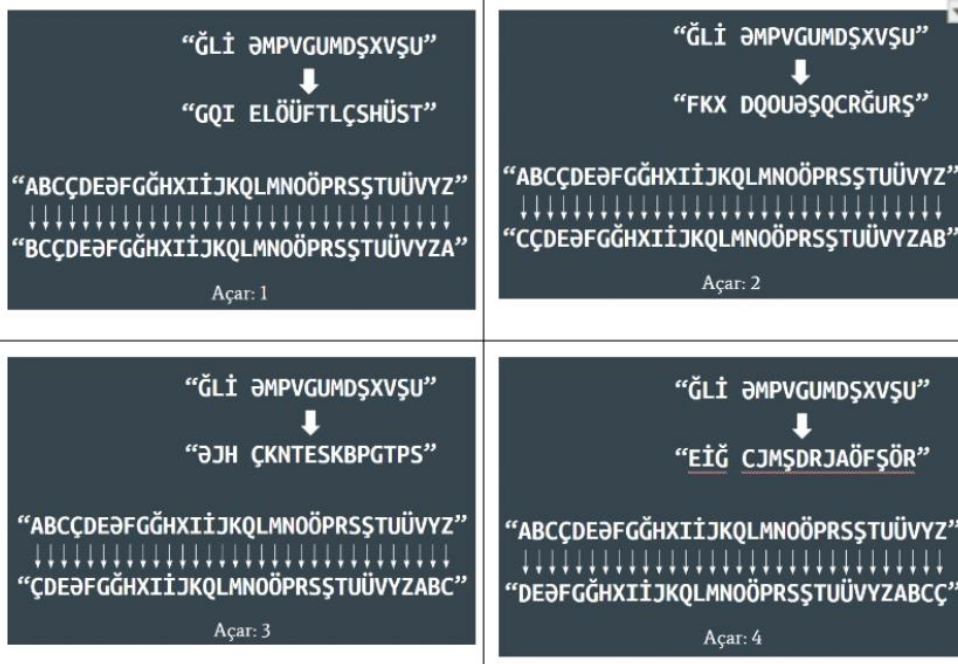 “ĞLİ ƏMPVGUMDŞXVŞU”
“GQI ELÖÜFTLÇSHÜST”
“ABCÇDEƏFGĞHXIİJKQLMNOÖPRSŞTUÜVYZ”
“BCÇDEƏFGĞHXIİJKQLMNOÖPRSŞTUÜVYZA”
Açar: 1
“ĞLİ ƏMPVGUMDŞXVŞU”
“FKX DQOUƏŞQCRĞURŞ”
“ABCÇDEƏFGĞHXIİJKQLMNOÖPRSŞTUÜVYZ”
“CÇDEƏFGĞHXIİJKQLMNOÖPRSŞTUÜVYZAB”
Açar: 2
“ĞLİ ƏMPVGUMDŞXVŞU”
“ƏJH ÇKNTESKBPGTPS”
“ABCÇDEƏFGĞHXIİJKQLMNOÖPRSŞTUÜVYZ”
“ÇDEƏFGĞHXIİJKQLMNOÖPRSŞTUÜVYZABC”
Açar: 3
“ĞLİ ƏMPVGUMDŞXVŞU”
“EİĞ CJMŞDRJAÖFŞÖR”
“ABCÇDEƏFGĞHXIİJKQLMNOÖPRSŞTUÜVYZ”
“DEƏFGĞHXIİJKQLMNOÖPRSŞTUÜVYZABCÇ”
Açar: 4